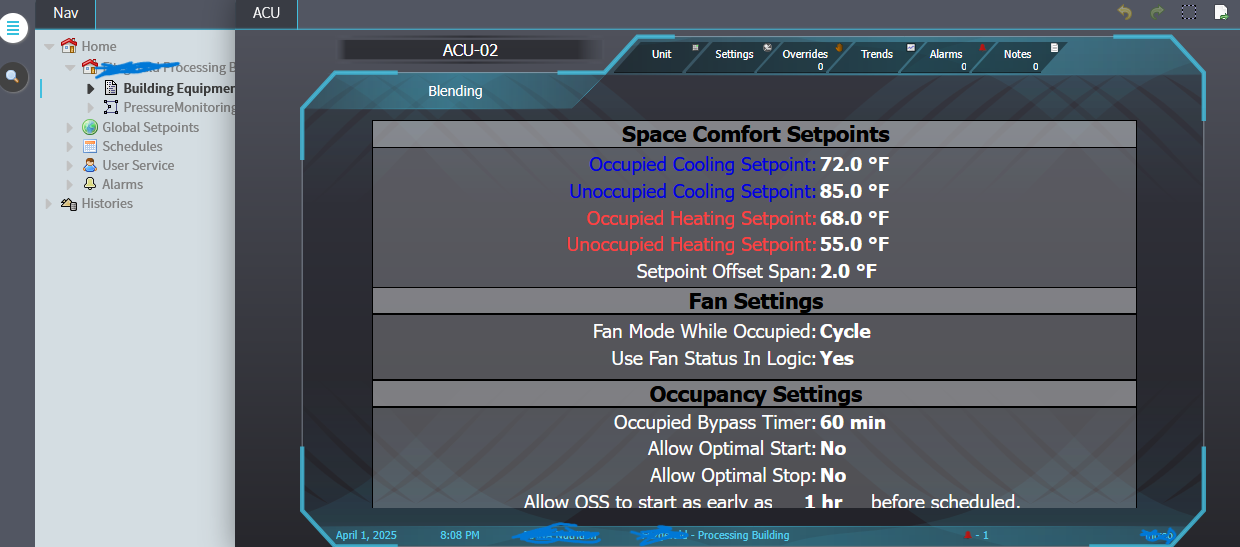 Nav
ACU
Home
Processing B
Building Equipmen
PressureMonitoring
Global Setpoints
Schedules
User Service
Alarms
Histories
ACU-02
Unit
Settings
Overrides
0
Trends
Alarms
0
Notes
0
Blending
Space Comfort Setpoints
Occupied Cooling Setpoint: 72.0 °F
Unoccupied Cooling Setpoint: 85.0 °F
Occupied Heating Setpoint: 68.0 °F
Unoccupied Heating Setpoint: 55.0 °F
Setpoint Offset Span: 2.0 °F
Fan Settings
Fan Mode While Occupied: Cycle
Use Fan Status In Logic: Yes
Occupancy Settings
Occupied Bypass Timer: 60 min
Allow Optimal Start: No
Allow Optimal Stop: No
Allow OSS to start as early as 1 hr before scheduled.
April 1, 2025 8:08 PM - Processing Building - 1